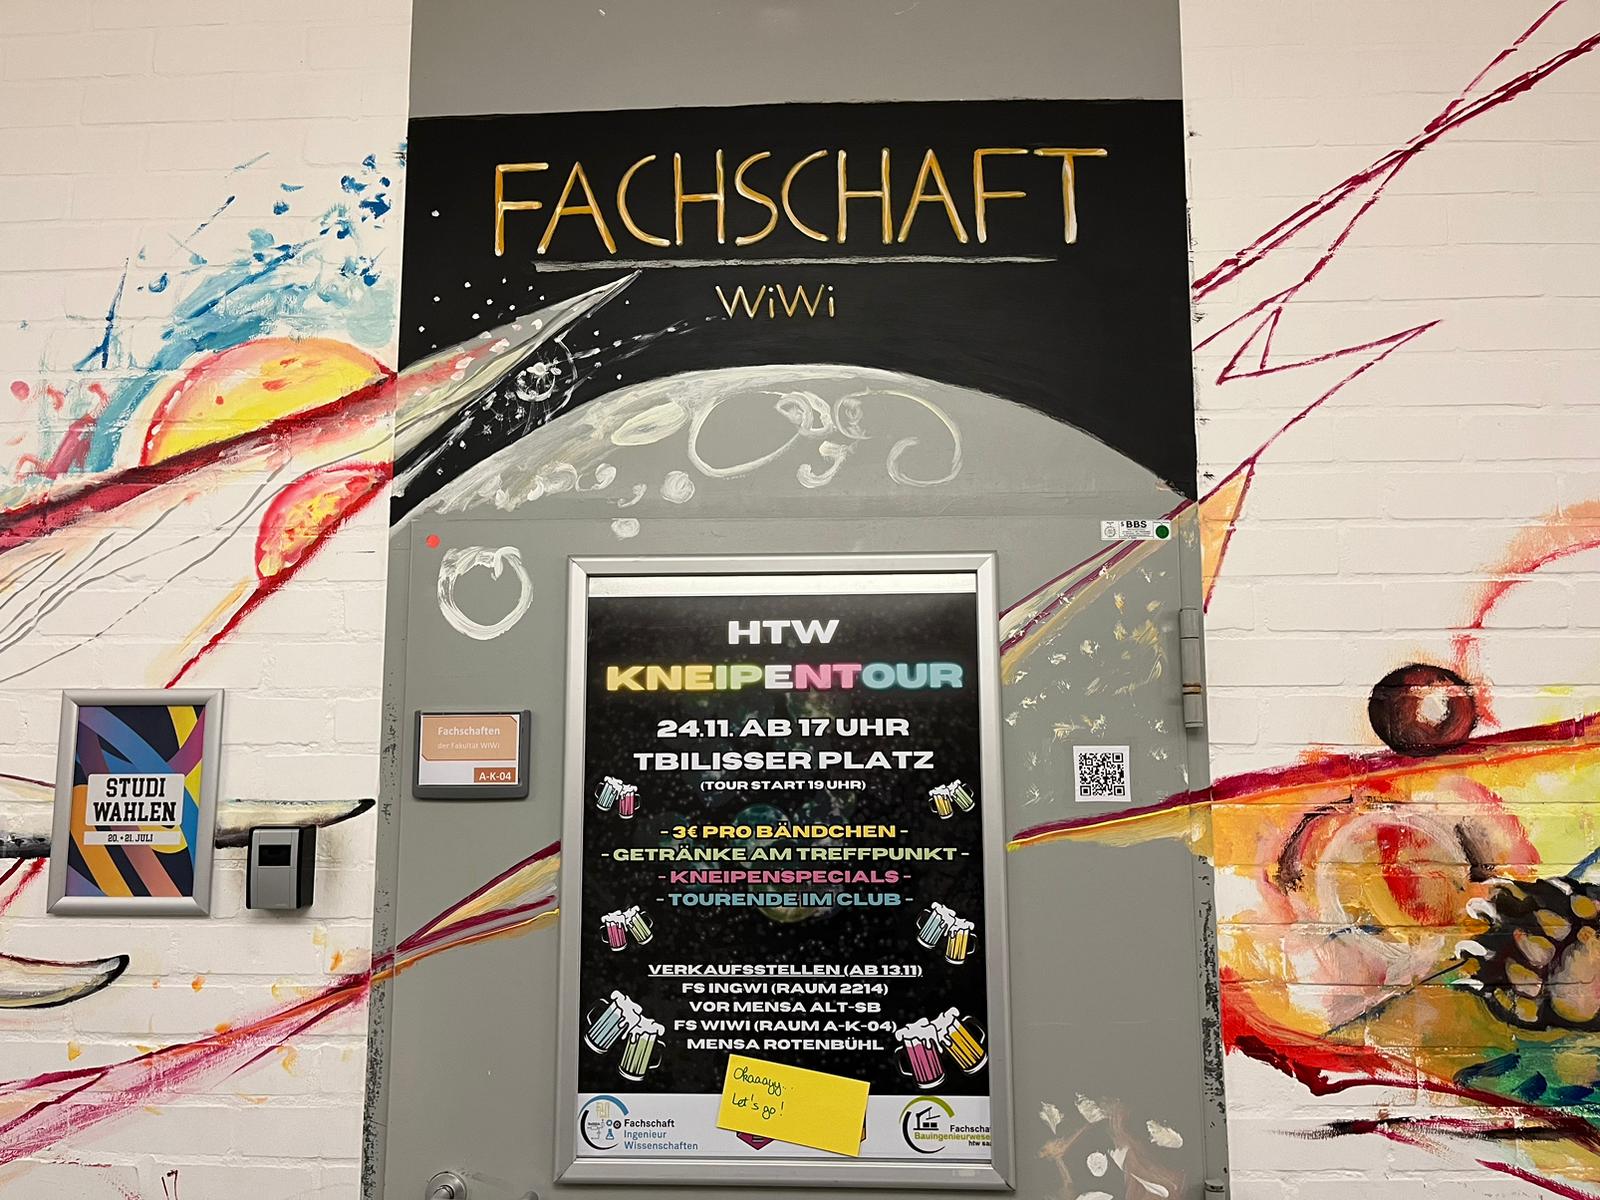 FACHSCHAFT
WiWi
BBS
HTW
KNEIPENTOUR
24.11. AB 17 UHR
TBILISSER PLATZ
(TOUR START 19 UHR)
- 3€ PRO BÄNDCHEN -
- GETRÄNKE AM TREFFPUNKT -
- KNEIPENSPECIALS -
- TOURENDE IM CLUB -
VERKAUFSSTELLEN (AB 13.11)
FS INGWI (RAUM 2214)
VOR MENSA ALT-SB
FS WIWI (RAUM A-K-04)
MENSA ROTENBÜHL
Okaaayy..
Let's go!
Fachschaft
Ingenieur
Wissenschaften
Fachscha
Bauingenieurwese
htw saa
Fachschaften
der Fakultät WiWi
A-K-04
STUDI
WAHLEN
20. + 21. JULI